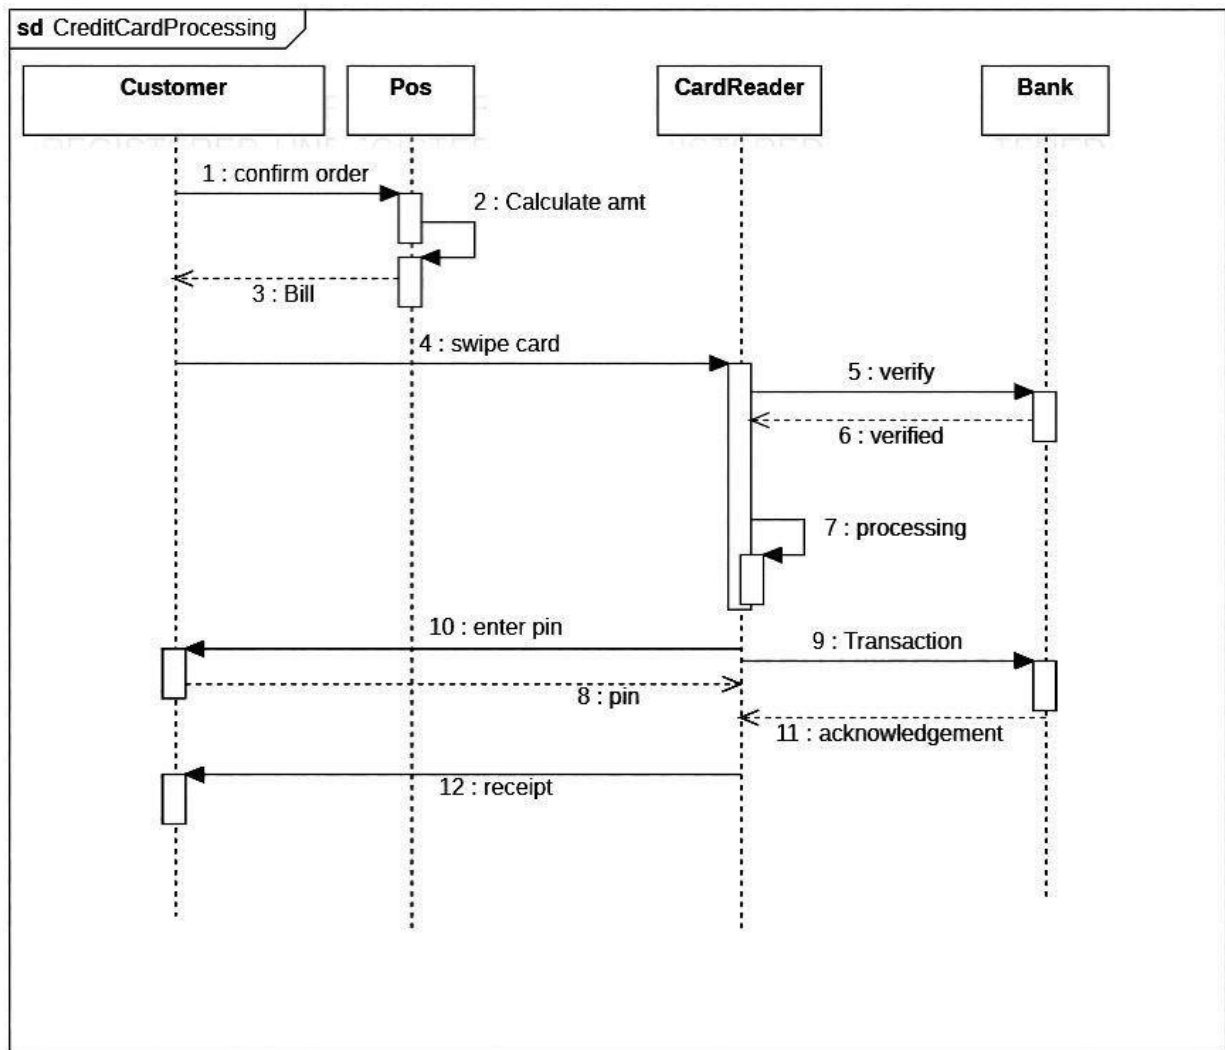 sd CreditCardProcessing
Customer
Pos
CardReader
Bank
1 : confirm order
2 : Calculate amt
3 : Bill
4 : swipe card
5 : verify
6 : verified
7 : processing
10 : enter pin
9 : Transaction
8 : pin
11 : acknowledgement
12 : receipt